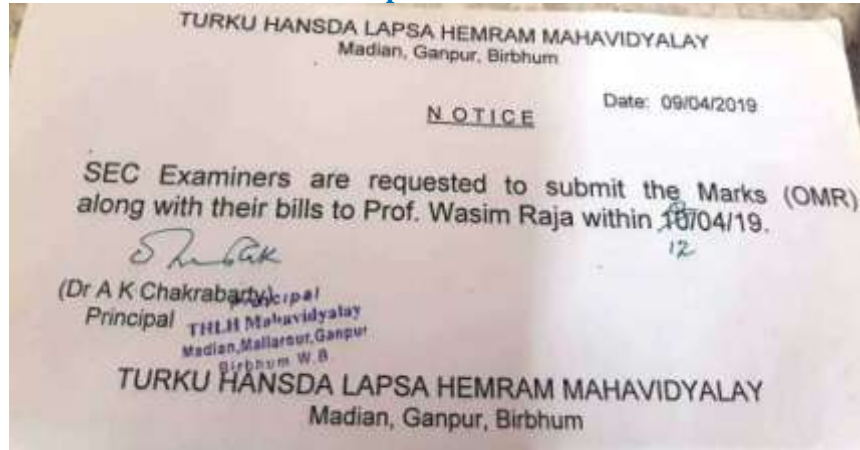 TURKU HANSDA LAPSA HEMRAM MAHAVIDYALAY
Madian, Ganpur, Birbhum
NOTICE
Date: 09/04/2019
SEC Examiners are requested to submit the Marks (OMR)
along with their bills to Prof. Wasim Raja within /04/19.
12
(Dr A K Chakrabarty)
Principal
Principal
THLH Mahavidyalay
Madian,Mallarpur,Ganpur
Birbhum W.B
TURKU HANSDA LAPSA HEMRAM MAHAVIDYALAY
Madian, Ganpur, Birbhum